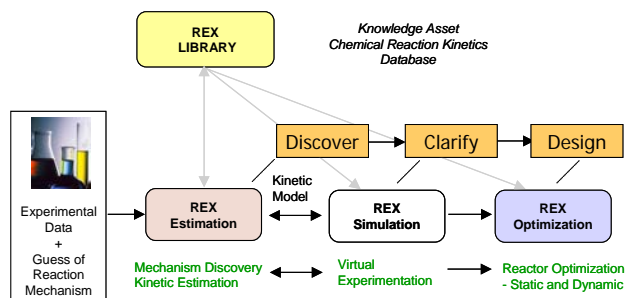 REX
LIBRARY
Knowledge Asset
Chemical Reaction Kinetics
Database
Discover
Clarify
Design
Experimental
Data
+
Guess of
Reaction
Mechanism
REX
Estimation
Kinetic
Model
REX
Simulation
REX
Optimization
Mechanism Discovery
Kinetic Estimation
Virtual
Experimentation
Reactor Optimization
- Static and Dynamic